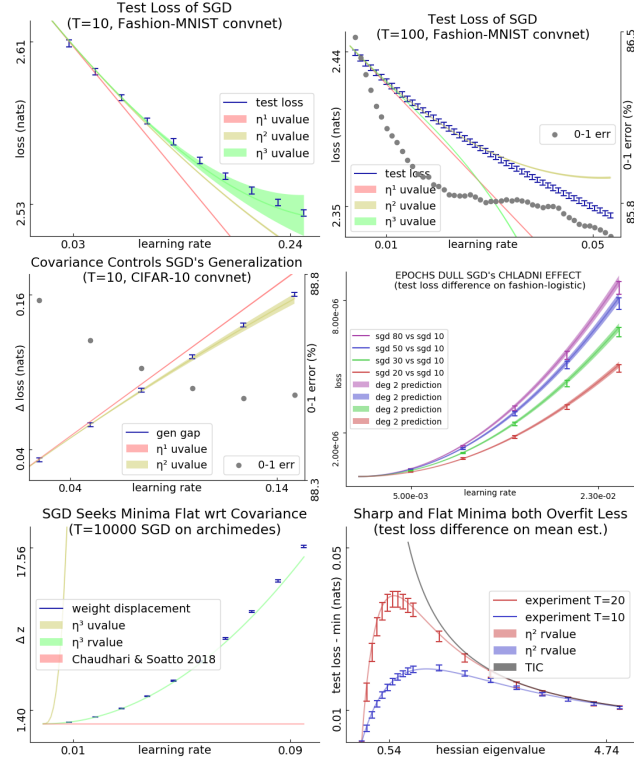 Test Loss of SGD
(T=10, Fashion-MNIST convnet)
2.61
loss (nats)
2.53
test loss
η¹ uvalue
η² uvalue
η³ uvalue
0.03
learning rate
0.24
Test Loss of SGD
(T=100, Fashion-MNIST convnet)
2.44
loss (nats)
2.35
86.5
0-1 error (%)
85.8
0-1 err
test loss
η¹ uvalue
η² uvalue
η³ uvalue
0.01
learning rate
0.05
Covariance Controls SGD's Generalization
(T=10, CIFAR-10 convnet)
0.16
Δ loss (nats)
0.04
88.8
0-1 error (%)
88.3
gen gap
η¹ uvalue
η² uvalue
0-1 err
0.04
learning rate
0.14
EPOCHS DULL SGD's CHLADNI EFFECT
(test loss difference on fashion-logistic)
8.00e-06
loss
2.00e-06
sgd 80 vs sgd 10
sgd 50 vs sgd 10
sgd 30 vs sgd 10
sgd 20 vs sgd 10
deg 2 prediction
deg 2 prediction
deg 2 prediction
deg 2 prediction
5.00e-03
learning rate
2.30e-02
SGD Seeks Minima Flat wrt Covariance
(T=10000 SGD on archimedes)
17.56
Δ z
1.40
weight displacement
η³ uvalue
η³ rvalue
Chaudhari & Soatto 2018
0.01
learning rate
0.09
Sharp and Flat Minima both Overfit Less
(test loss difference on mean est.)
0.05
test loss - min (nats)
0.01
experiment T=20
experiment T=10
η² rvalue
η² rvalue
TIC
0.54
hessian eigenvalue
4.74